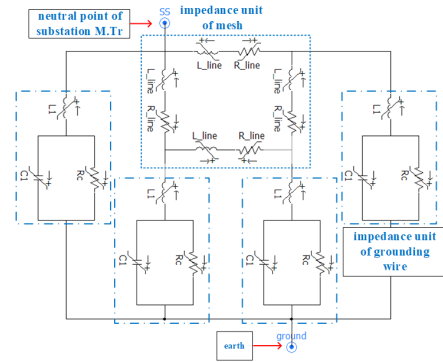 neutral point of
substation M.Tr
SS
impedance unit
of mesh
L_line
R_line
L_line
R_line
L_line
R_line
L_line
R_line
L1
C1
Rc
L1
C1
Rc
L1
C1
Rc
L1
C1
Rc
impedance unit
of grounding
wire
earth
ground